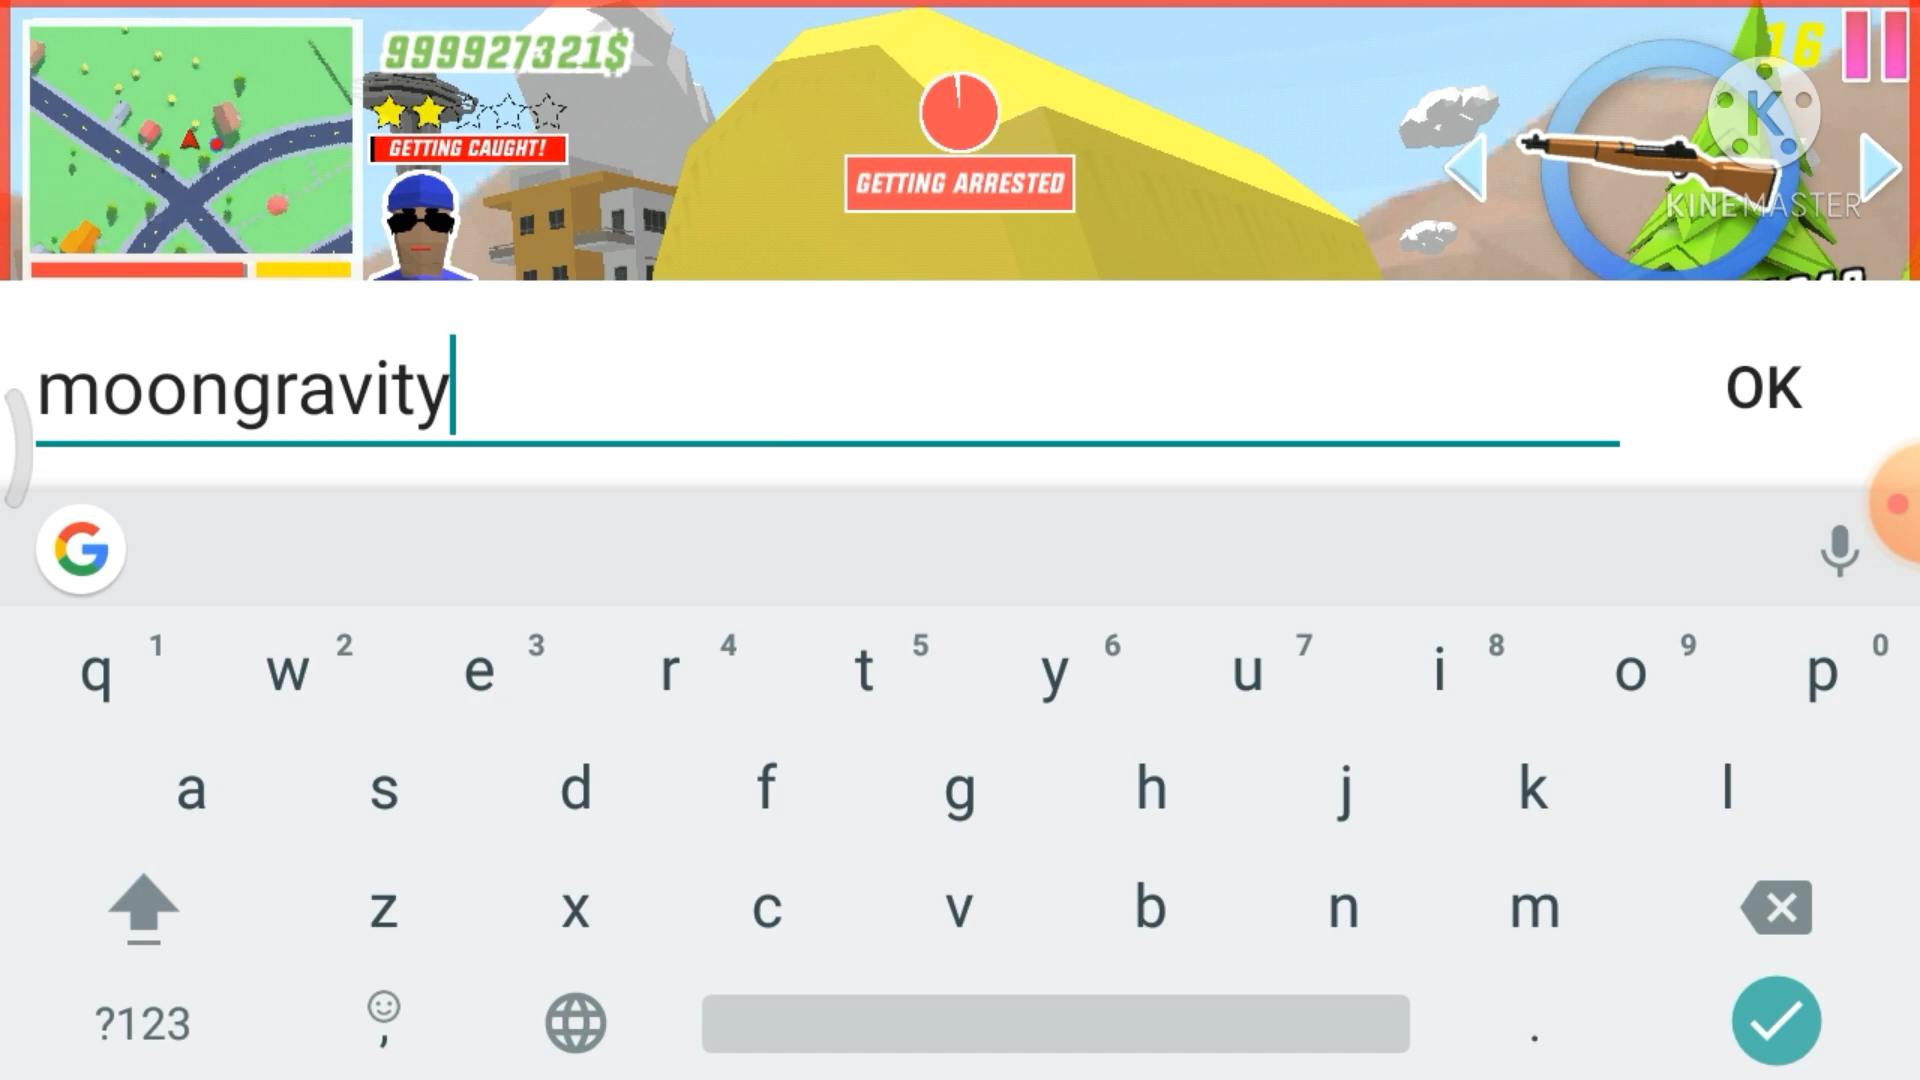 999927321$
16
GETTING CAUGHT!
GETTING ARRESTED
K
KINEMASTER
moongravity
OK
G
q 1 w 2 e 3 r 4 t 5 y 6 u 7 i 8 o 9 p 0
a s d f g h j k l
z x c v b n m
?123 , .